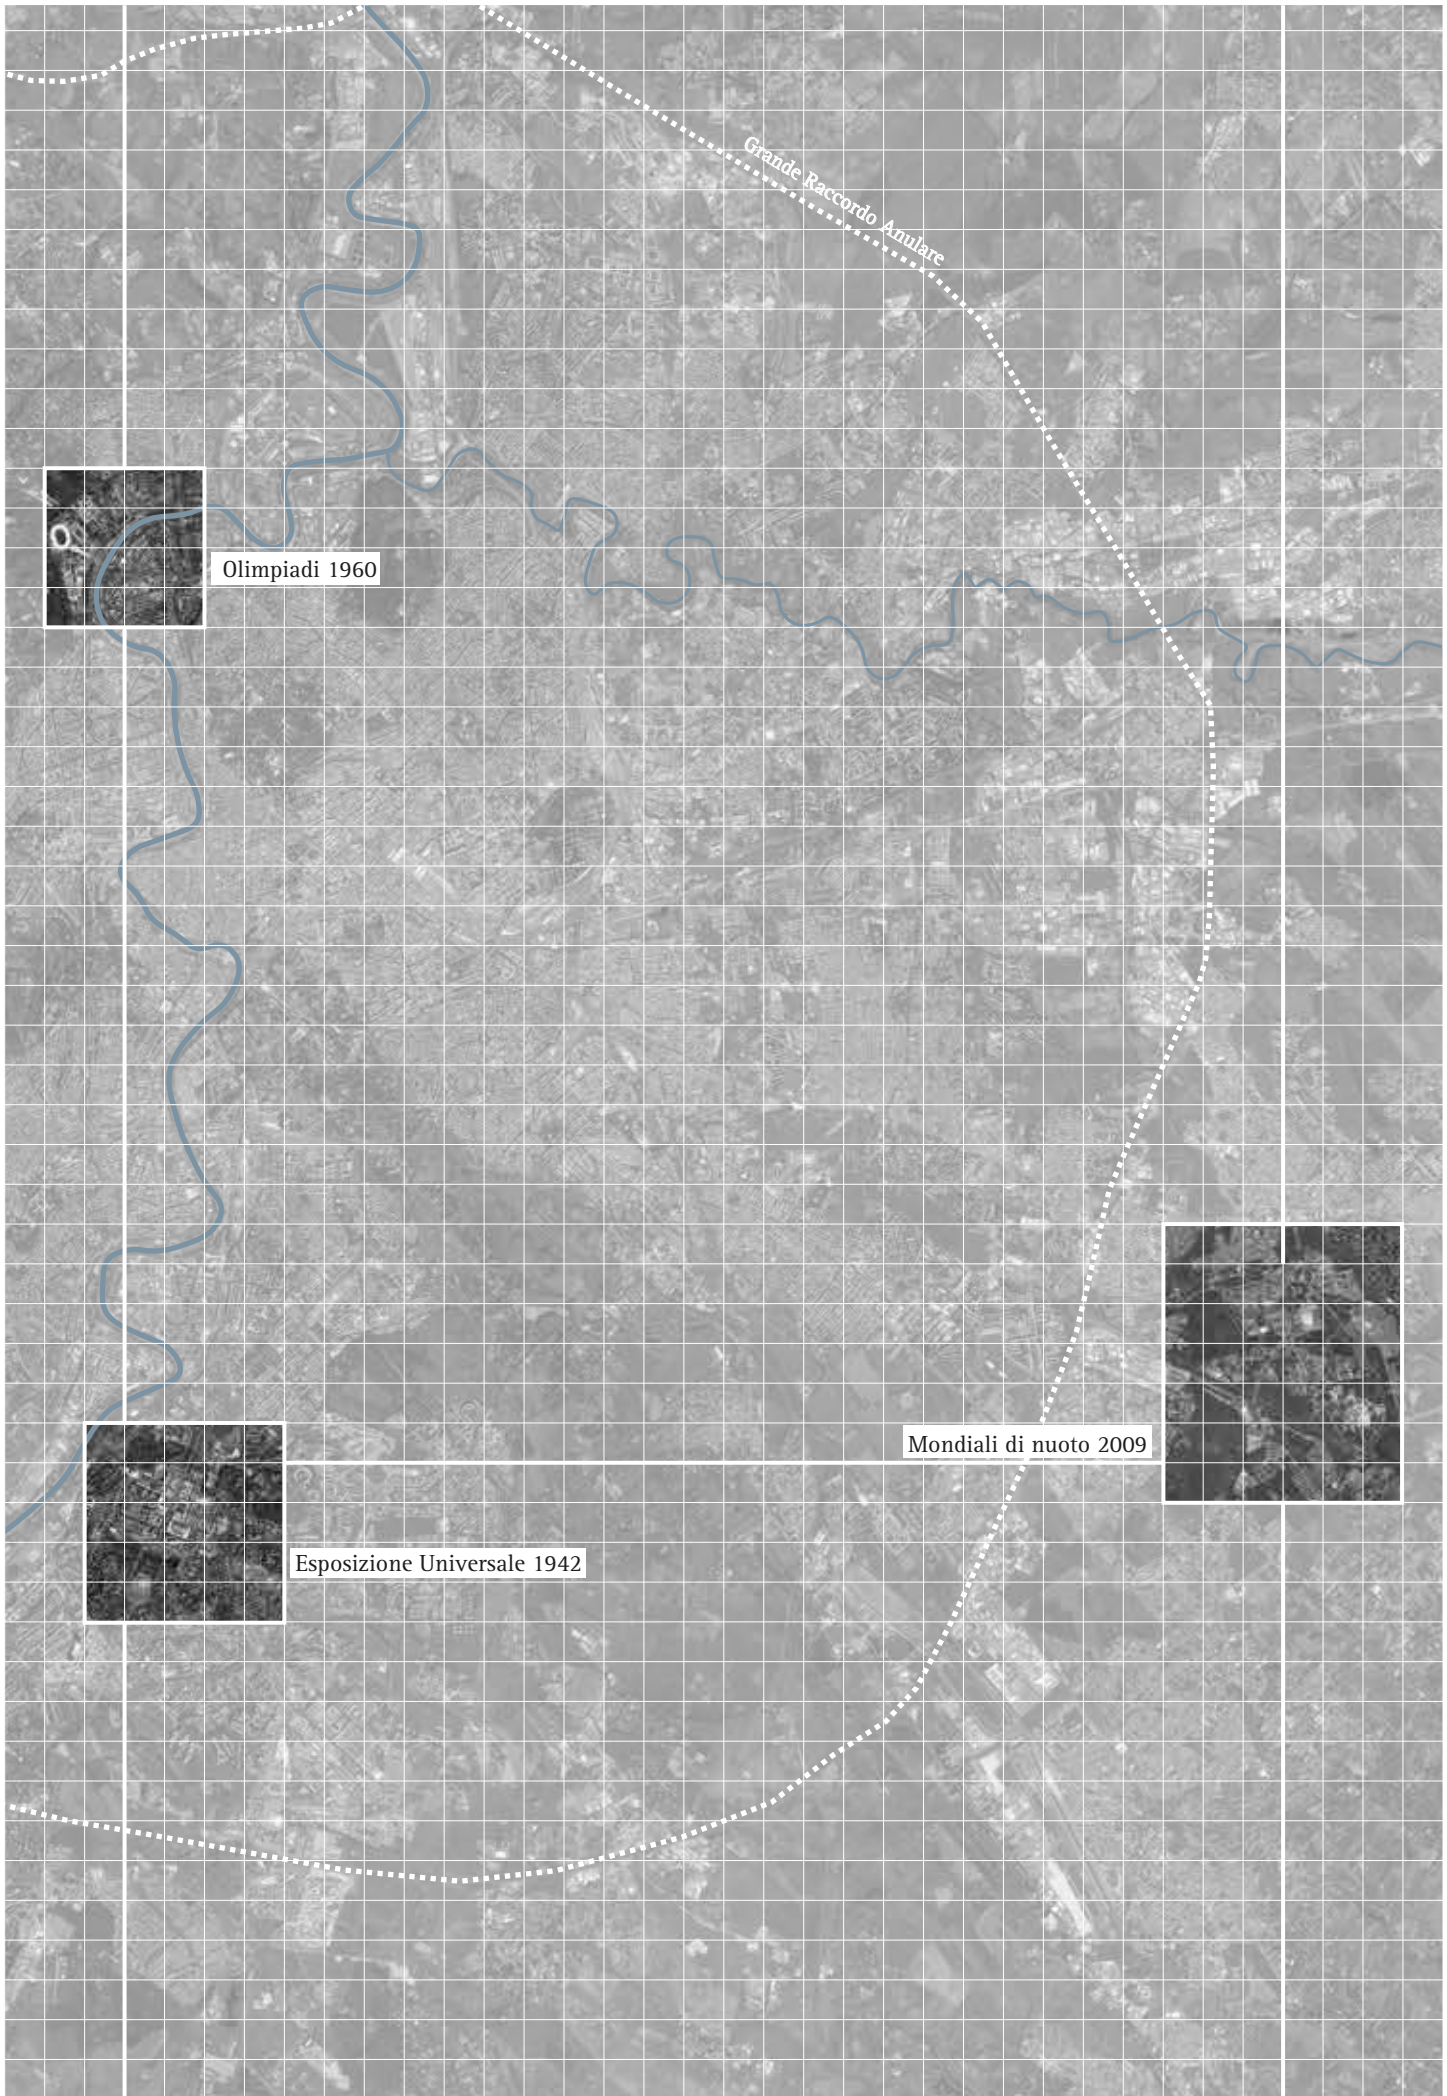 Grande Raccordo Anulare
Olimpiadi 1960
Mondiali di nuoto 2009
Esposizione Universale 1942